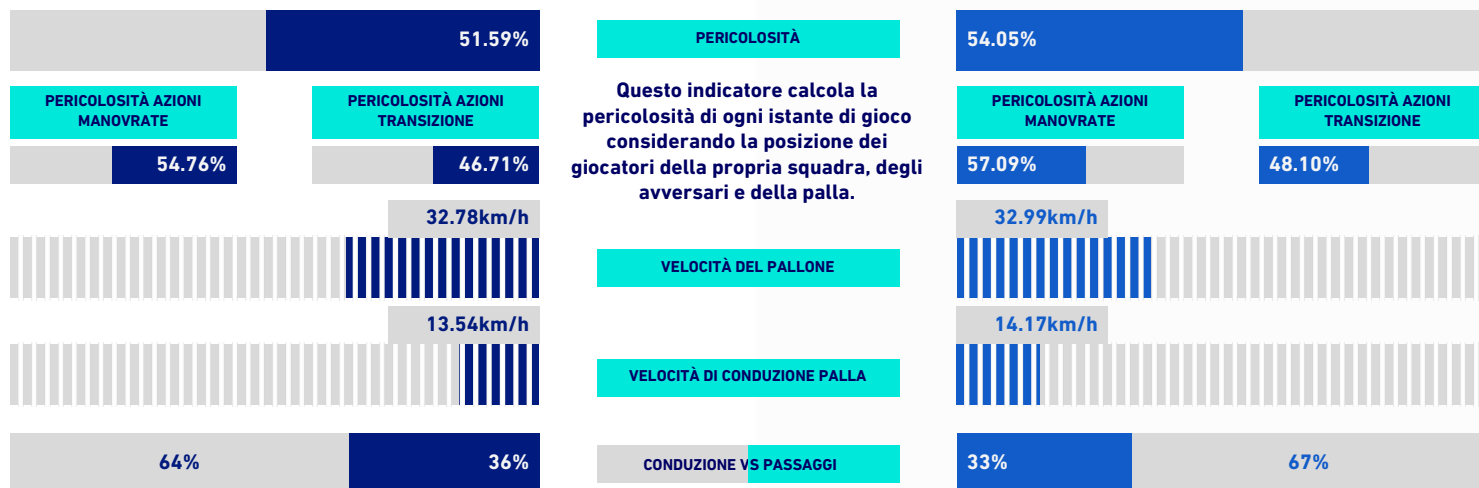 51.59%
PERICOLOSITÀ
54.05%
PERICOLOSITÀ AZIONI
MANOVRATE
PERICOLOSITÀ AZIONI
TRANSIZIONE
54.76%
46.71%
Questo indicatore calcola la
pericolosità di ogni istante di gioco
considerando la posizione dei
giocatori della propria squadra, degli
avversari e della palla.
PERICOLOSITÀ AZIONI
MANOVRATE
PERICOLOSITÀ AZIONI
TRANSIZIONE
57.09%
48.10%
32.78km/h
VELOCITÀ DEL PALLONE
32.99km/h
13.54km/h
VELOCITÀ DI CONDUZIONE PALLA
14.17km/h
64%
36%
CONDUZIONE VS PASSAGGI
33%
67%